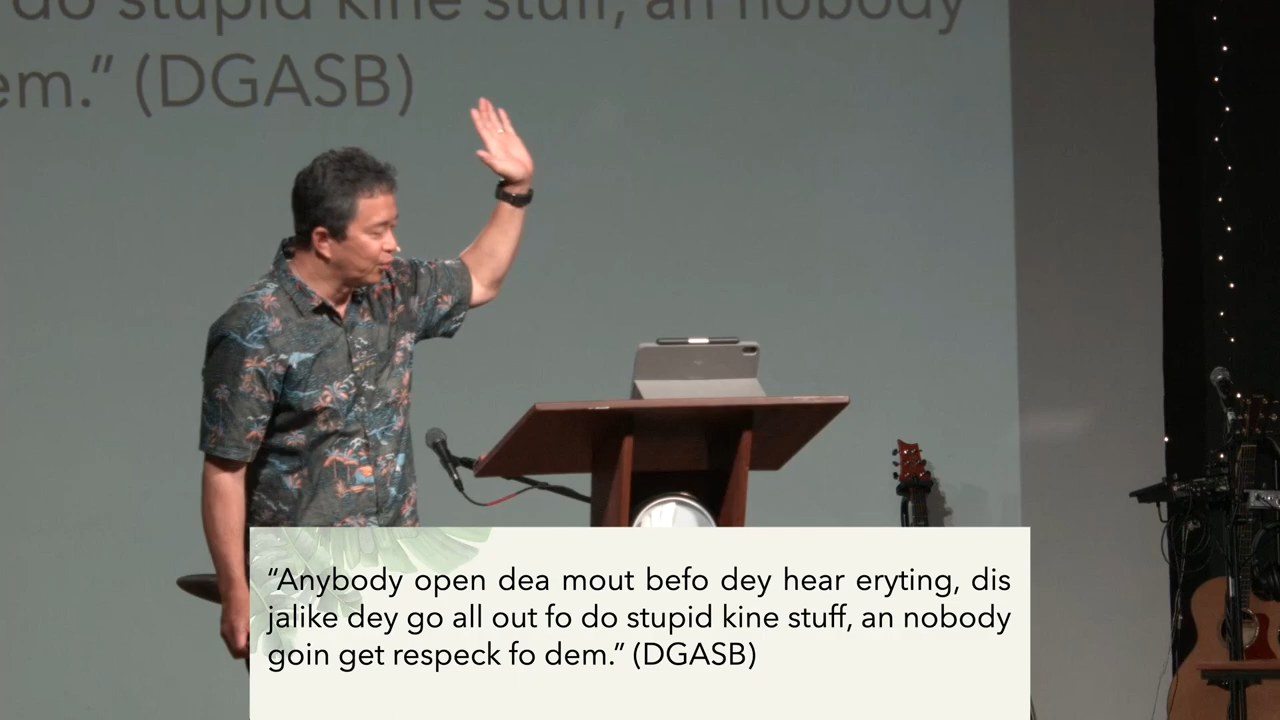 do stupid kine stuff, an nobody
em.” (DGASB)
“Anybody open dea mout befo dey hear eryting, dis
jalike dey go all out fo do stupid kine stuff, an nobody
goin get respeck fo dem.” (DGASB)